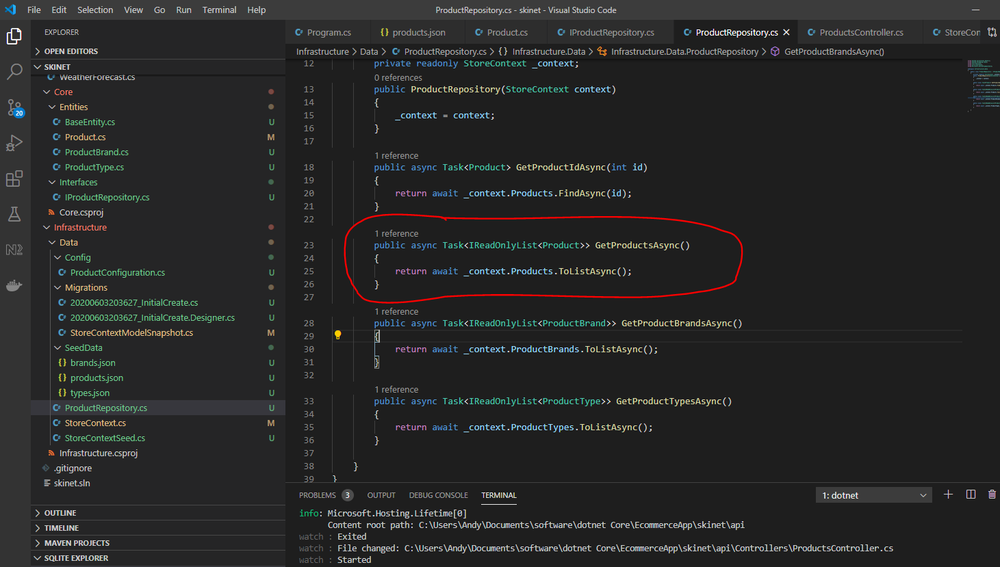 File Edit Selection View Go Run Terminal Help ProductRepository.cs - skinet - Visual Studio Code
EXPLORER
OPEN EDITORS
SKINET
WeatherForecast.cs
Core
Entities
BaseEntity.cs U
Product.cs M
ProductBrand.cs U
ProductType.cs U
Interfaces
IProductRepository.cs U
Core.csproj
Infrastructure
Data
Config
ProductConfiguration.cs U
Migrations
20200603203627_InitialCreate.cs U
20200603203627_InitialCreate.Designer.cs U
StoreContextModelSnapshot.cs M
SeedData
brands.json U
products.json U
types.json U
ProductRepository.cs U
StoreContext.cs M
StoreContextSeed.cs U
Infrastructure.csproj
.gitignore
skinet.sln
OUTLINE
TIMELINE
MAVEN PROJECTS
SQLITE EXPLORER
20
Program.cs products.json Product.cs IProductRepository.cs ProductRepository.cs ProductsController.cs StoreCon
Infrastructure > Data > ProductRepository.cs > {} Infrastructure.Data > Infrastructure.Data.ProductRepository > GetProductBrandsAsync()
12 private readonly StoreContext _context;
0 references
13 public ProductRepository(StoreContext context)
14 {
15 _context = context;
16 }
17
1 reference
18 public async Task<Product> GetProductIdAsync(int id)
19 {
20 return await _context.Products.FindAsync(id);
21 }
22
1 reference
23 public async Task<IReadOnlyList<Product>> GetProductsAsync()
24 {
25 return await _context.Products.ToListAsync();
26 }
27
1 reference
28 public async Task<IReadOnlyList<ProductBrand>> GetProductBrandsAsync()
29 {
30 return await _context.ProductBrands.ToListAsync();
31 }
32
1 reference
33 public async Task<IReadOnlyList<ProductType>> GetProductTypesAsync()
34 {
35 return await _context.ProductTypes.ToListAsync();
36 }
37
38 }
39 }
PROBLEMS 3 OUTPUT DEBUG CONSOLE TERMINAL 1: dotnet
info: Microsoft.Hosting.Lifetime[0]
Content root path: C:\Users\Andy\Documents\software\dotnet Core\EcommerceApp\skinet\api
watch : Exited
watch : File changed: C:\Users\Andy\Documents\software\dotnet Core\EcommerceApp\skinet\api\Controllers\ProductsController.cs
watch : Started